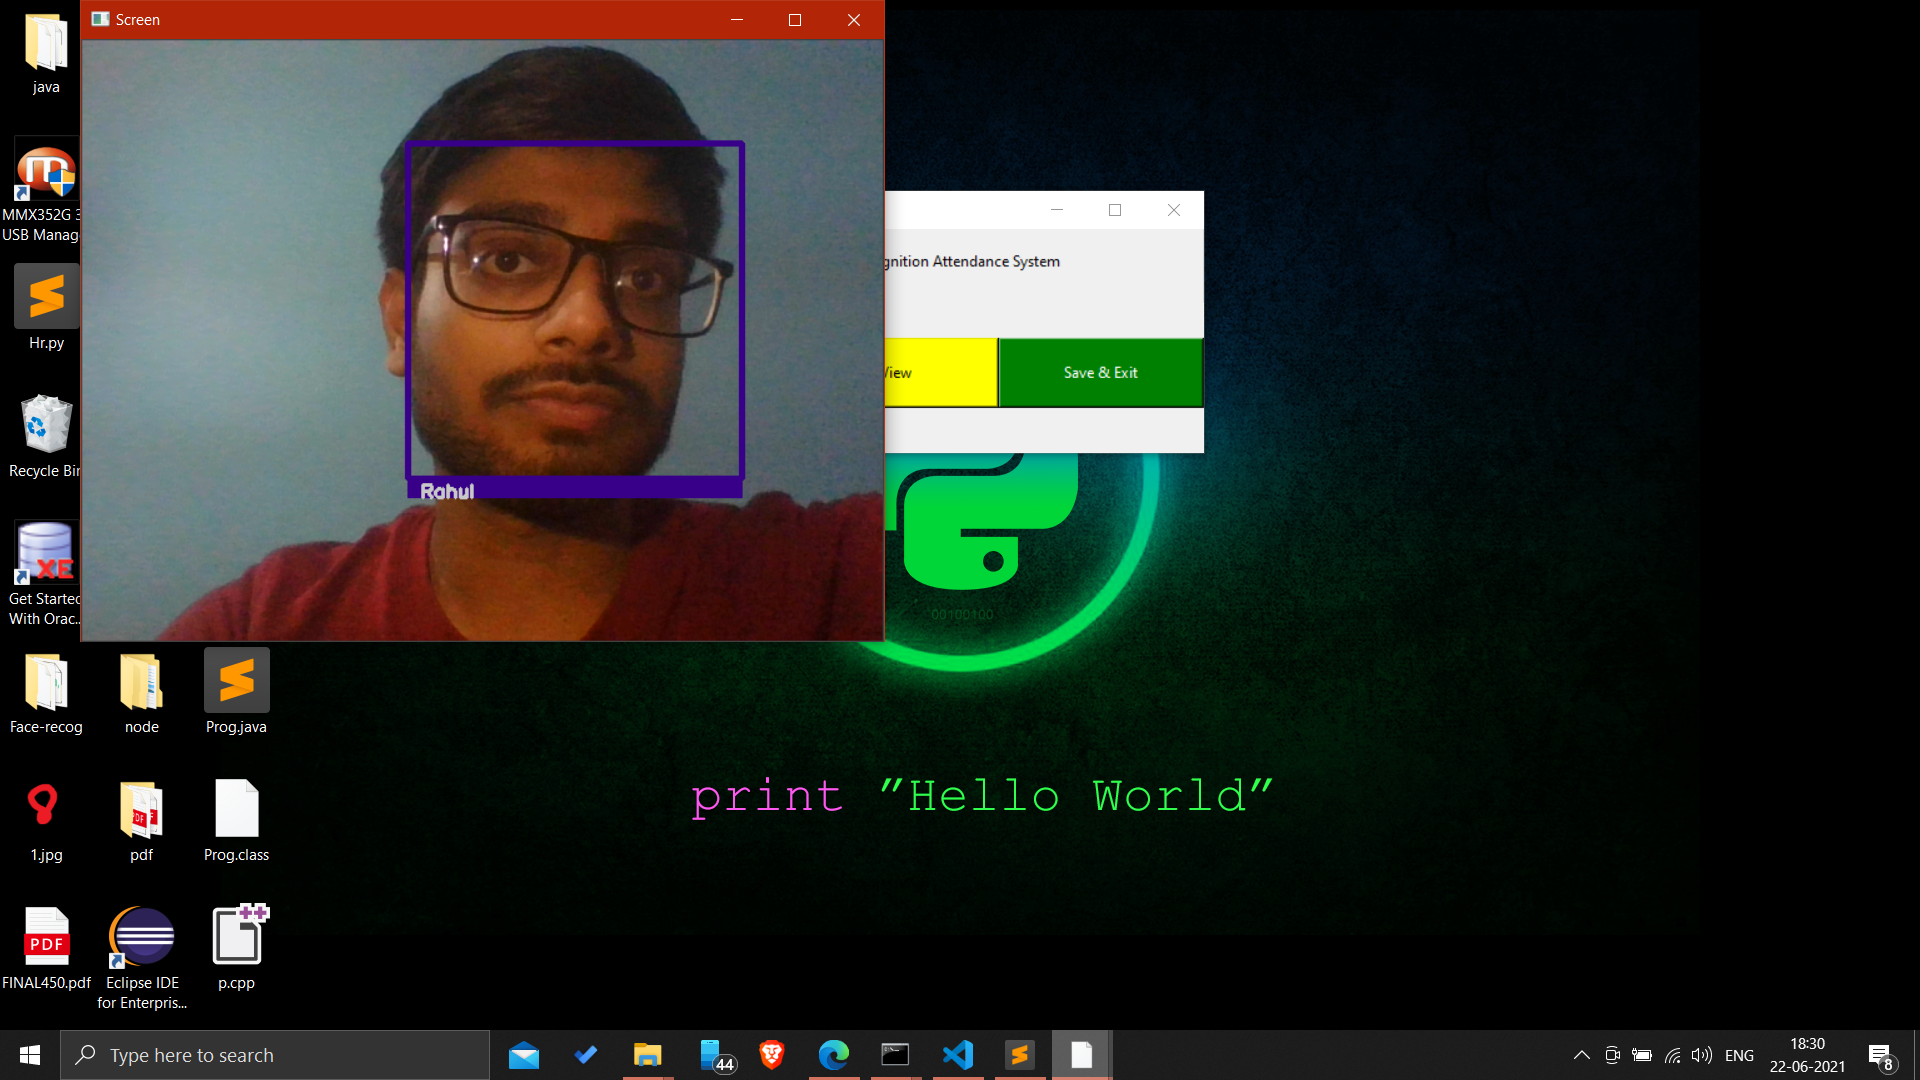 Screen
java
MMX352G 3
USB Manag
Hr.py
Recycle Bin
XE
Get Started
With Orac...
Rahul
gnition Attendance System
View
Save & Exit
00100100
Face-recog
node
Prog.java
1.jpg
pdf
Prog.class
print "Hello World"
PDF
FINAL450.pdf
Eclipse IDE
for Enterpris...
++
p.cpp
Type here to search
44
ENG
18:30
22-06-2021
8